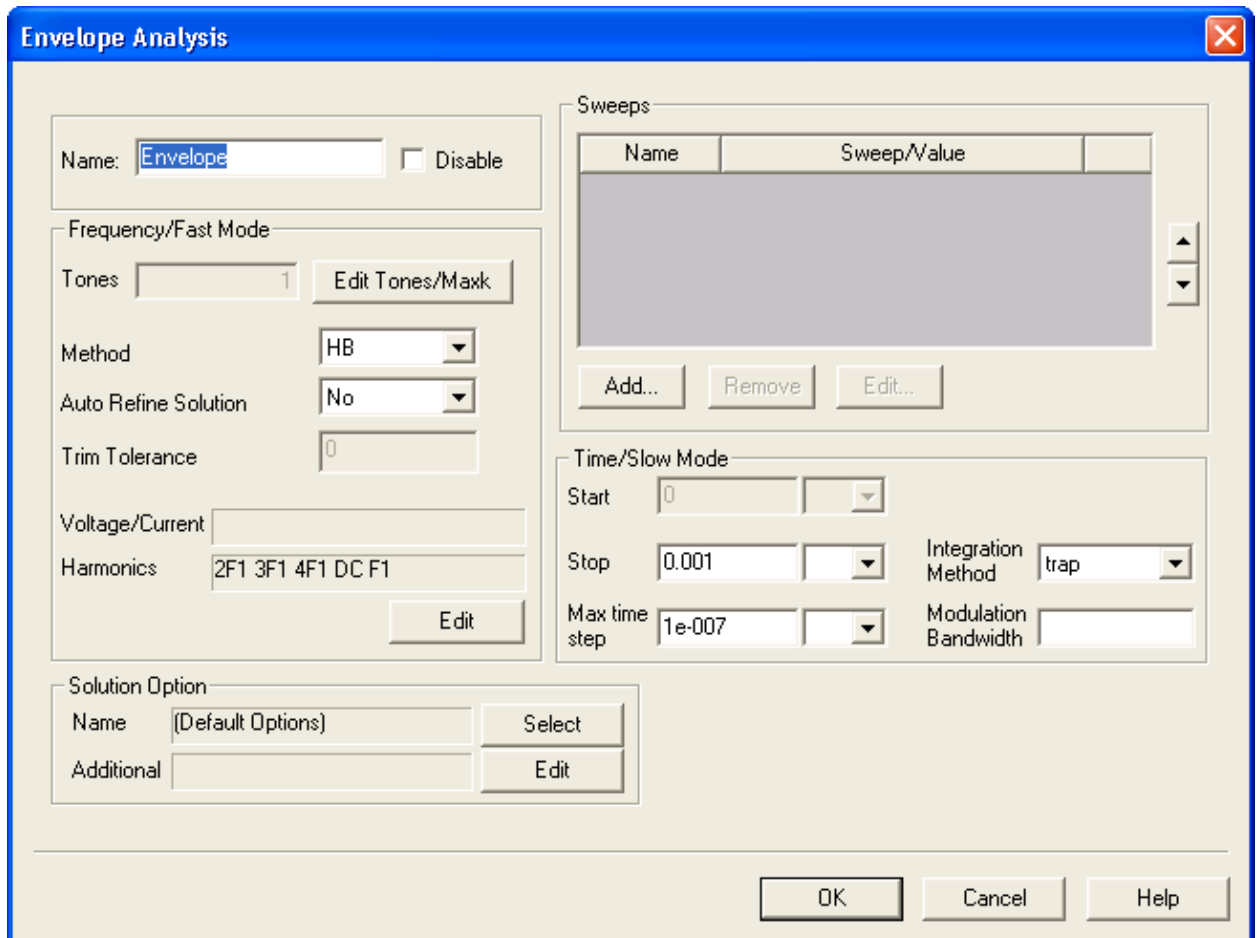 Envelope Analysis
Name: Envelope Disable
Frequency/Fast Mode
Tones 1 Edit Tones/Maxk
Method HB
Auto Refine Solution No
Trim Tolerance 0
Voltage/Current
Harmonics 2F1 3F1 4F1 DC F1
Edit
Sweeps
Name Sweep/Value
Add... Remove Edit...
Time/Slow Mode
Start 0
Stop 0.001
Integration
Method trap
Max time
step 1e-007
Modulation
Bandwidth
Solution Option
Name (Default Options) Select
Additional Edit
OK Cancel Help